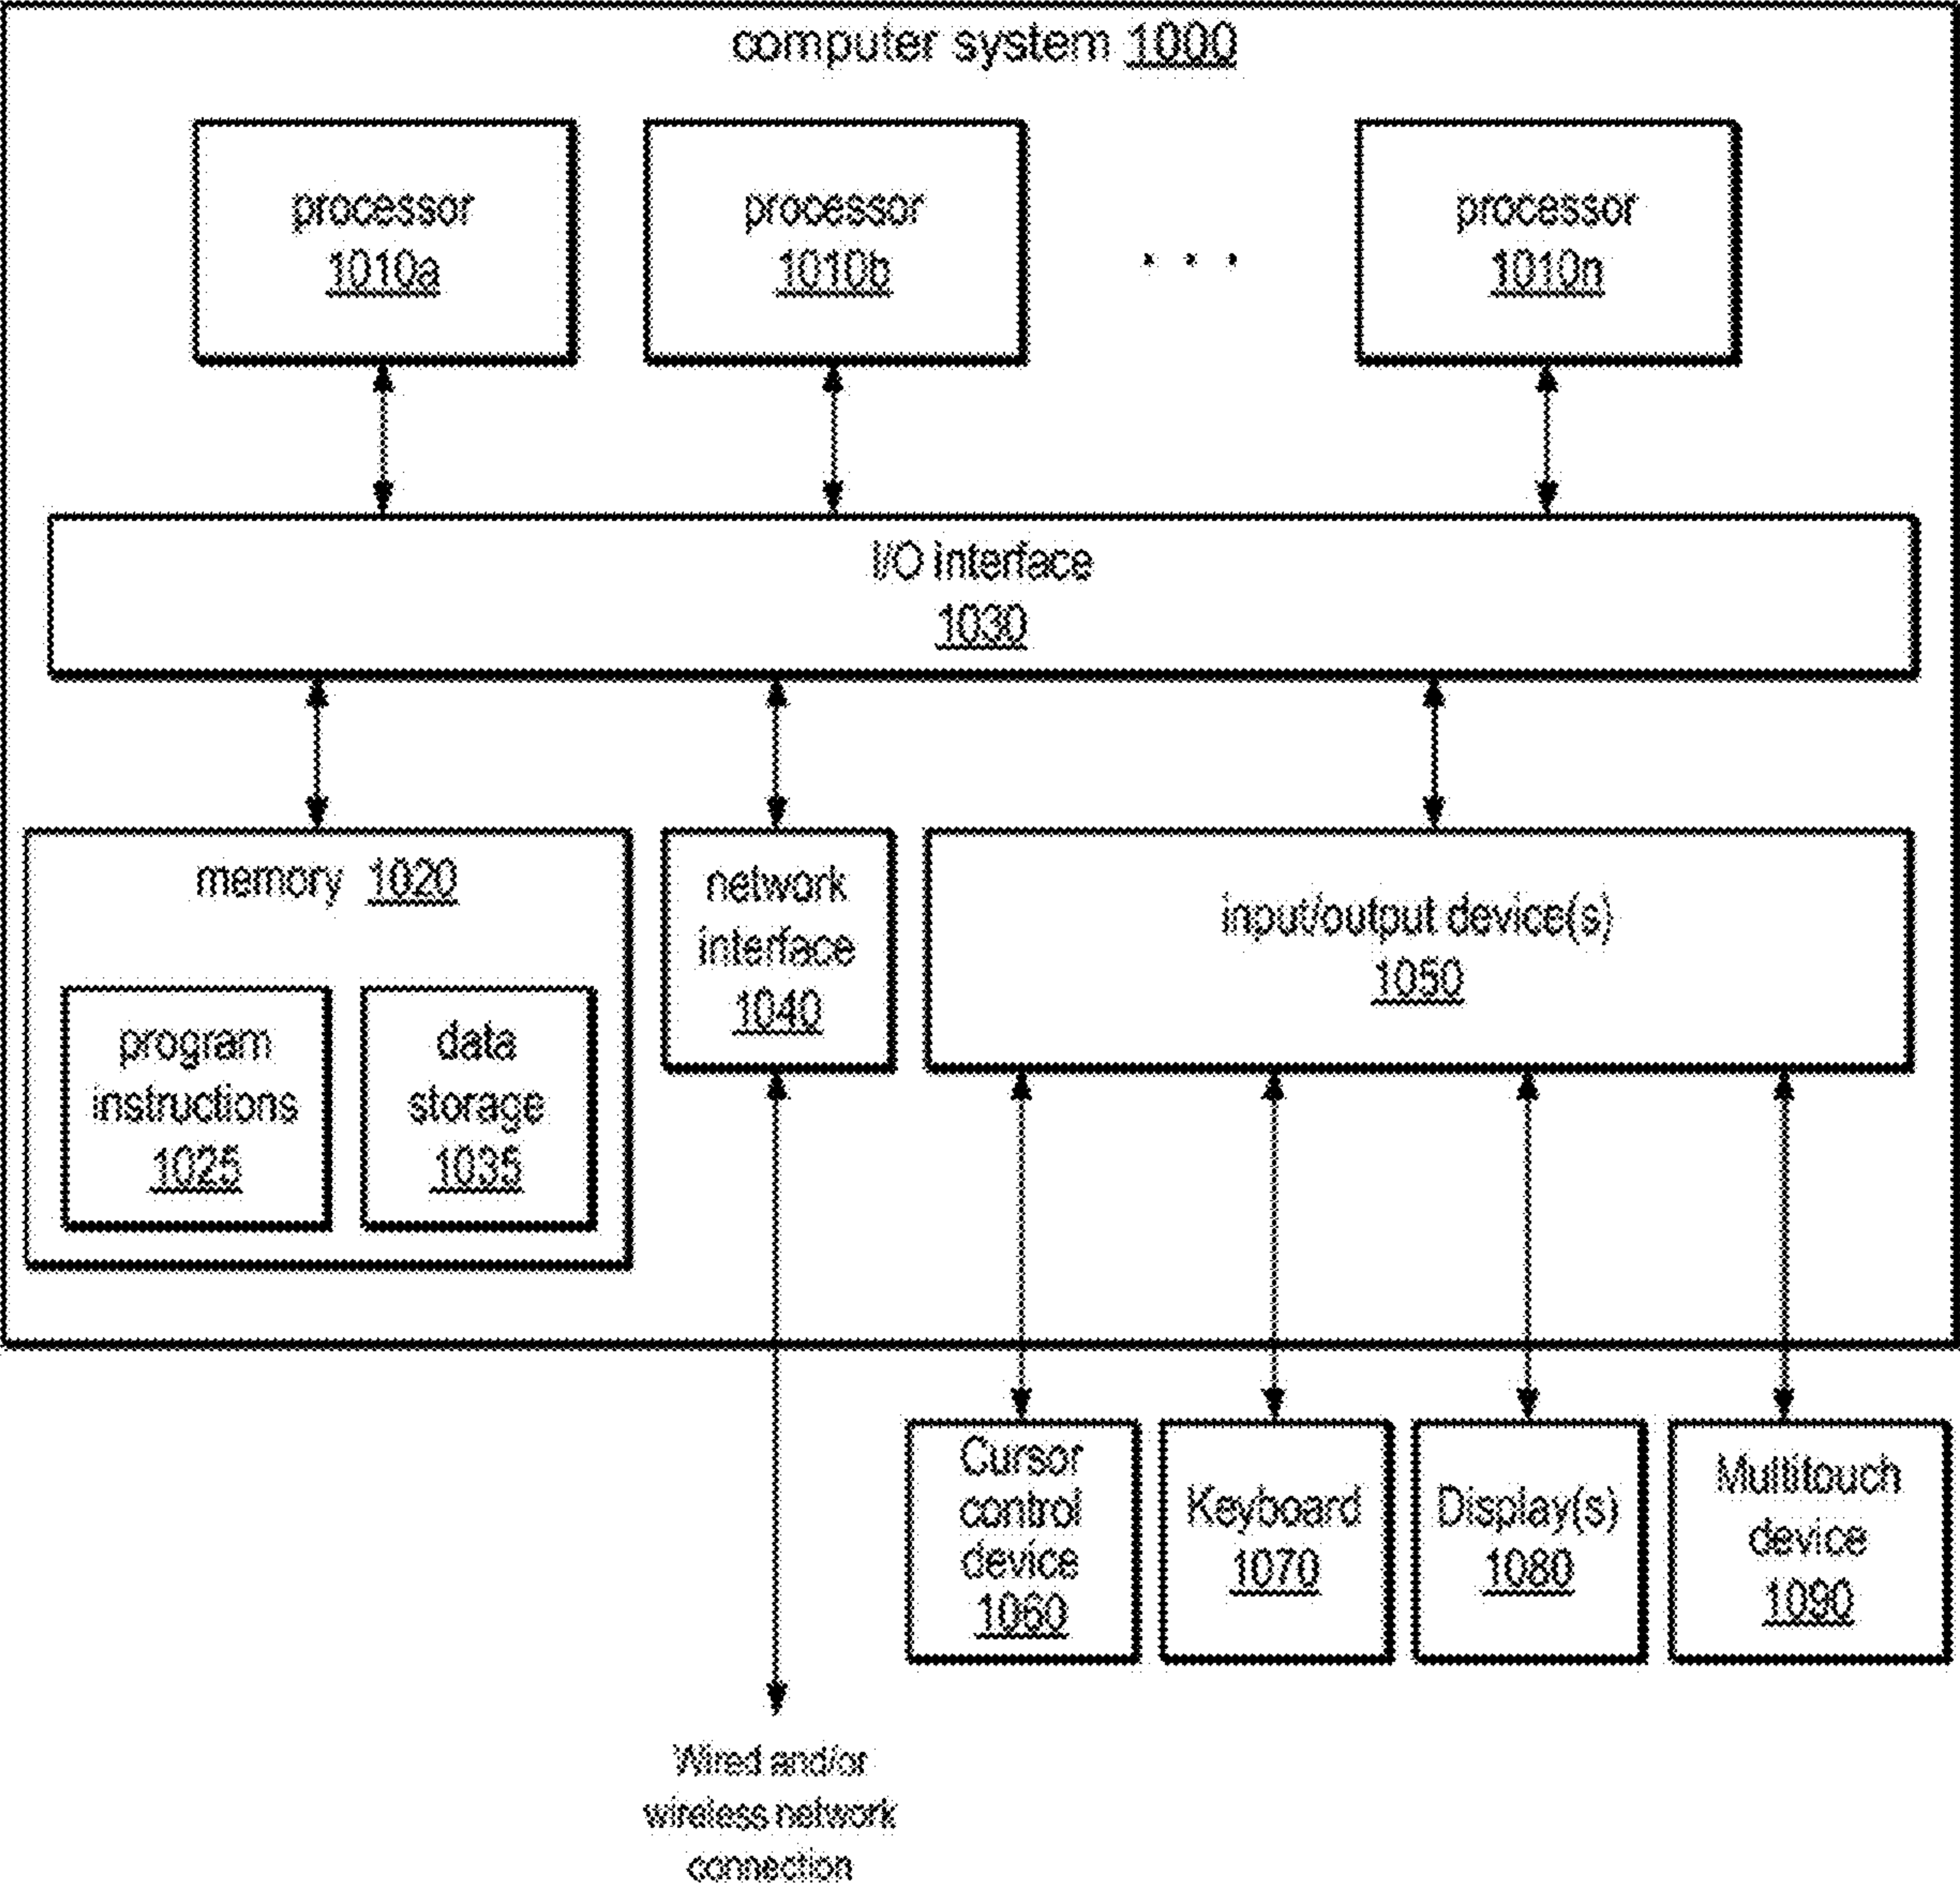 computer system 1000
processor
1010a
processor
1010b
. . .
processor
1010n
I/O interface
1030
memory 1020
program
instructions
1025
data
storage
1035
network
interface
1040
input/output device(s)
1050
Cursor
control
device
1060
Keyboard
1070
Display(s)
1080
Multitouch
device
1090
Wired and/or
wireless network
connection